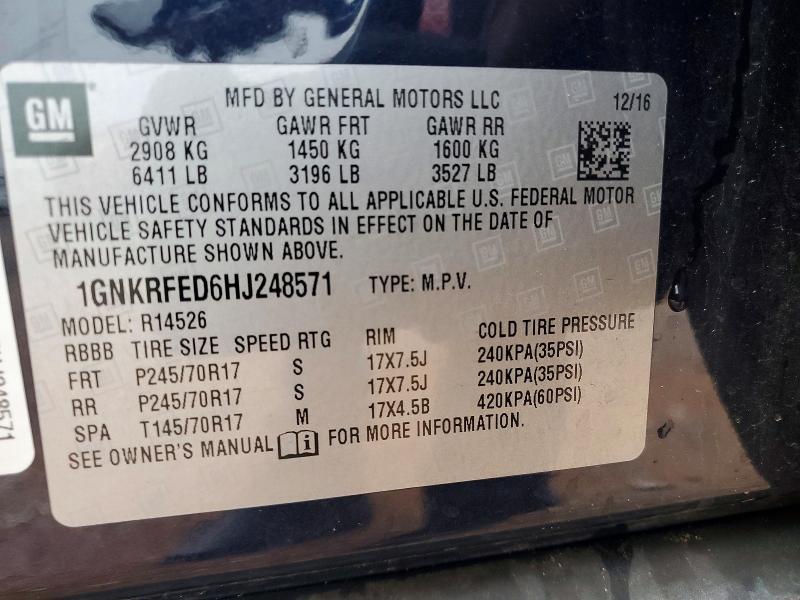 GM
MFD BY GENERAL MOTORS LLC 12/16
GVWR GAWR FRT GAWR RR
2908 KG 1450 KG 1600 KG
6411 LB 3196 LB 3527 LB
THIS VEHICLE CONFORMS TO ALL APPLICABLE U.S. FEDERAL MOTOR
VEHICLE SAFETY STANDARDS IN EFFECT ON THE DATE OF
MANUFACTURE SHOWN ABOVE.
1GNKRFED6HJ248571 TYPE: M.P.V.
MODEL: R14526
RBBB TIRE SIZE SPEED RTG RIM COLD TIRE PRESSURE
FRT P245/70R17 S 17X7.5J 240KPA(35PSI)
RR P245/70R17 S 17X7.5J 240KPA(35PSI)
SPA T145/70R17 M 17X4.5B 420KPA(60PSI)
SEE OWNER'S MANUAL FOR MORE INFORMATION.